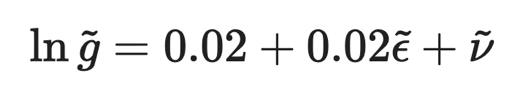 ln g̃ = 0.02 + 0.02ϵ̃ + ν̃